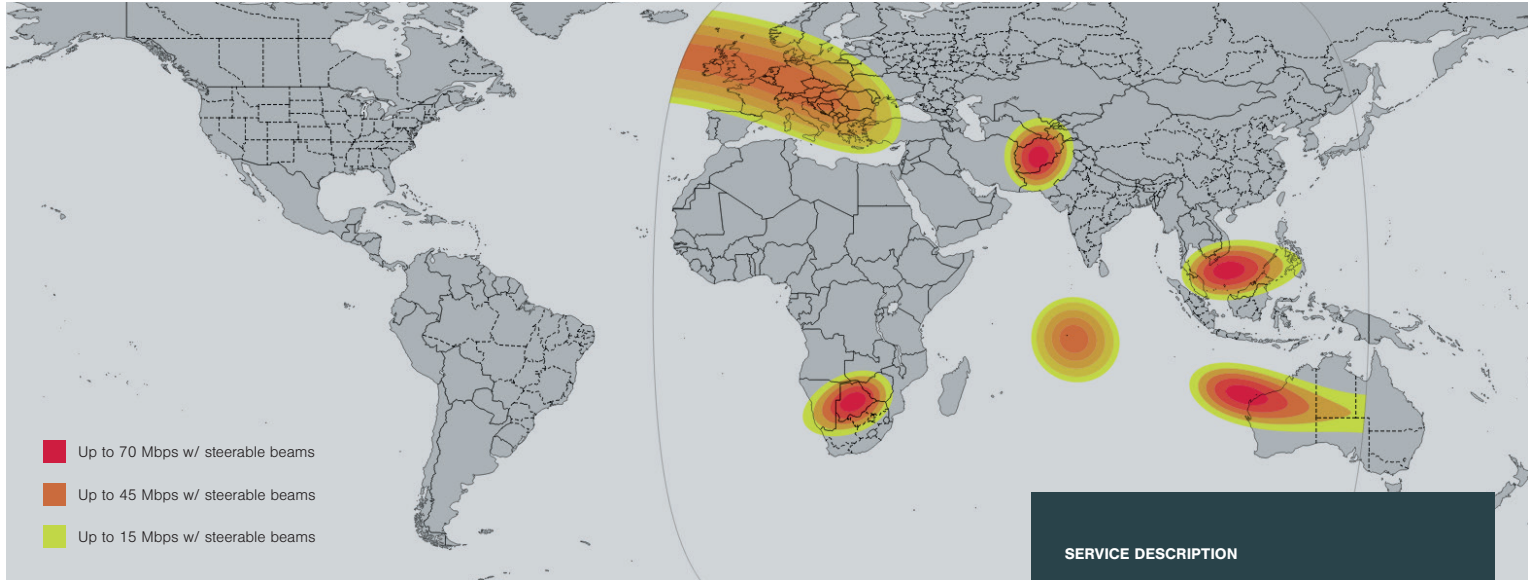 Up to 70 Mbps w/ steerable beams
Up to 45 Mbps w/ steerable beams
Up to 15 Mbps w/ steerable beams
SERVICE DESCRIPTION